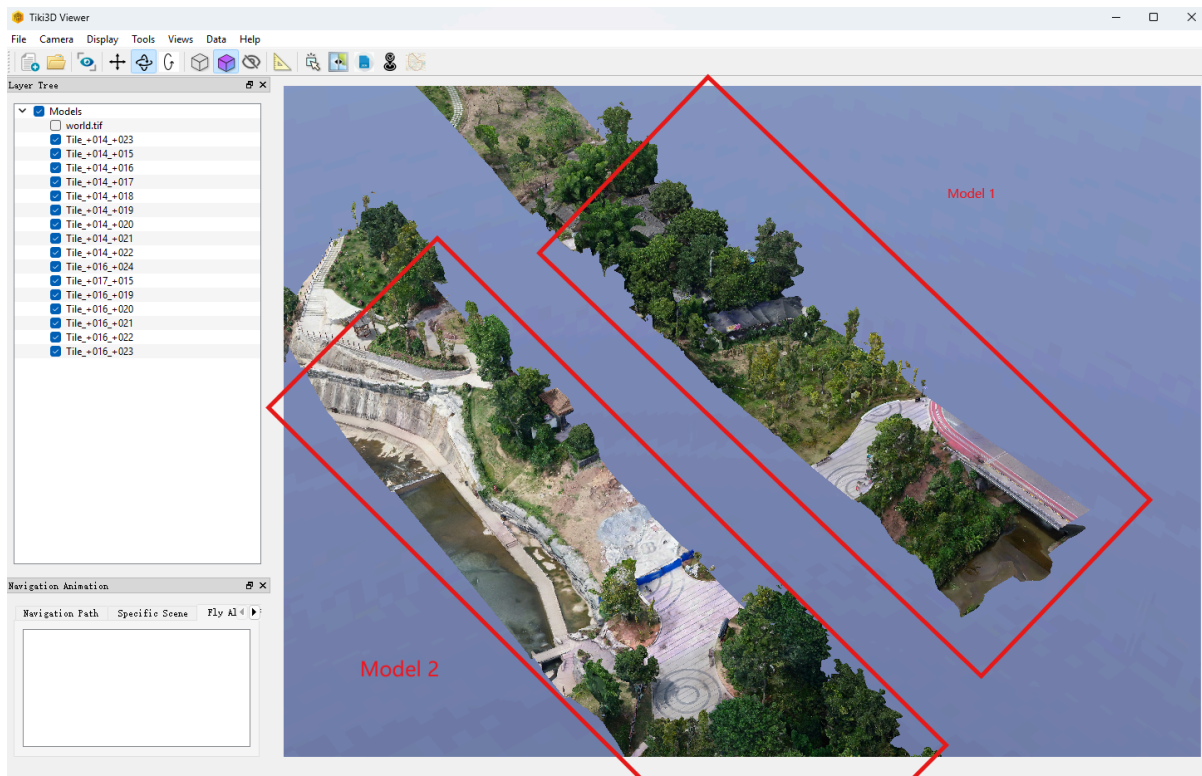 Tiki3D Viewer
File Camera Display Tools Views Data Help
Layer Tree
Models
world.tif
Tile_+014_+023
Tile_+014_+015
Tile_+014_+016
Tile_+014_+017
Tile_+014_+018
Tile_+014_+019
Tile_+014_+020
Tile_+014_+021
Tile_+014_+022
Tile_+016_+024
Tile_+017_+015
Tile_+016_+019
Tile_+016_+020
Tile_+016_+021
Tile_+016_+022
Tile_+016_+023
Navigation Animation
Navigation Path Specific Scene Fly Al
Model 1
Model 2